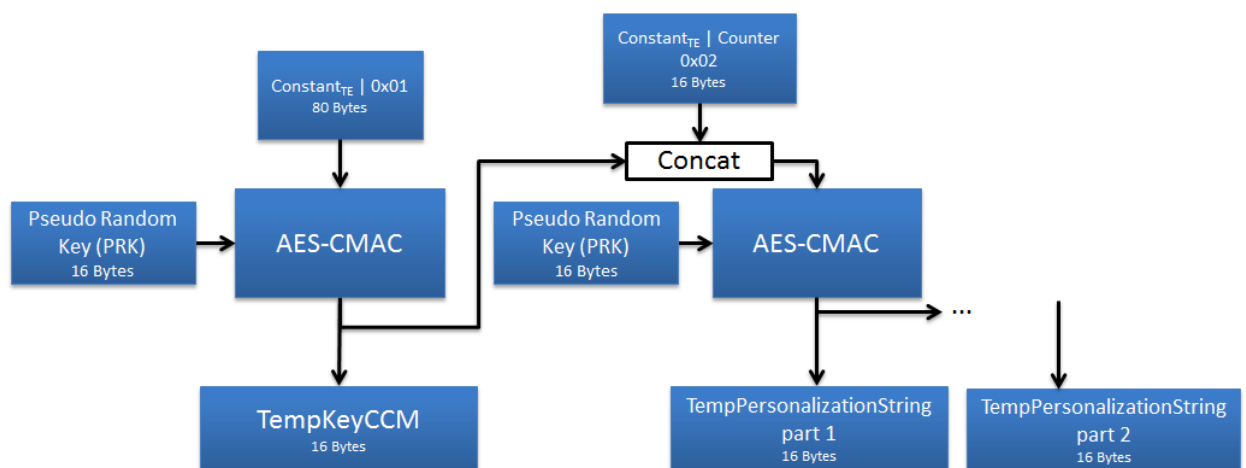 Constant_TE | 0x01
80 Bytes
Constant_TE | Counter
0x02
16 Bytes
Concat
Pseudo Random
Key (PRK)
16 Bytes
AES-CMAC
Pseudo Random
Key (PRK)
16 Bytes
AES-CMAC
...
TempKeyCCM
16 Bytes
TempPersonalizationString
part 1
16 Bytes
TempPersonalizationString
part 2
16 Bytes